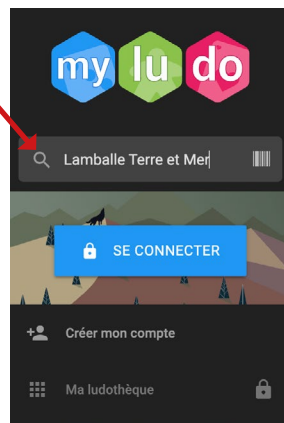 my lu do
Lamballe Terre et Mer
SE CONNECTER
Créer mon compte
Ma ludothèque